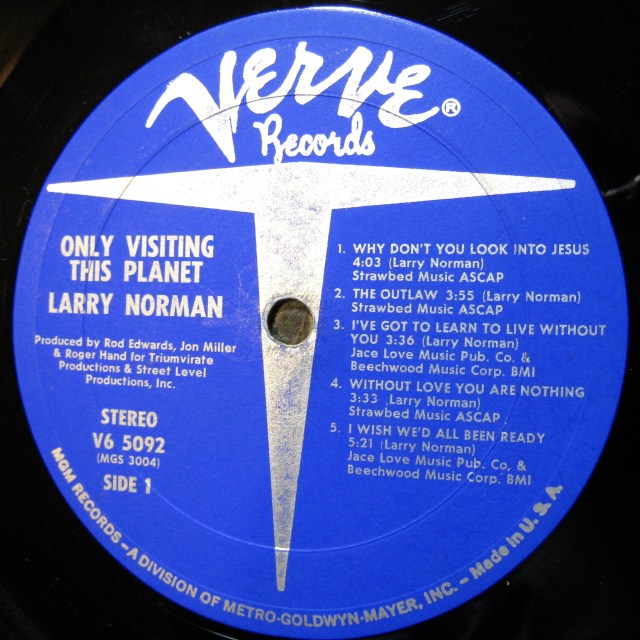 VERVE®
Records
ONLY VISITING
THIS PLANET
LARRY NORMAN
Produced by Rod Edwards, Jon Miller
& Roger Hand for Triumvirate
Productions & Street Level
Productions, Inc.
STEREO
V6 5092
(MGS 3004)
SIDE 1
1. WHY DON'T YOU LOOK INTO JESUS
4:03 (Larry Norman)
Strawbed Music ASCAP
2. THE OUTLAW 3:55 (Larry Norman)
Strawbed Music ASCAP
3. I'VE GOT TO LEARN TO LIVE WITHOUT
YOU 3:36 (Larry Norman)
Jace Love Music Pub. Co. &
Beechwood Music Corp. BMI
4. WITHOUT LOVE YOU ARE NOTHING
3:33 (Larry Norman)
Strawbed Music ASCAP
5. I WISH WE'D ALL BEEN READY
5:21 (Larry Norman)
Jace Love Music Pub. Co, &
Beechwood Music Corp. BMI
MGM RECORDS – A DIVISION OF METRO-GOLDWYN-MAYER, INC. – Made in U.S.A.